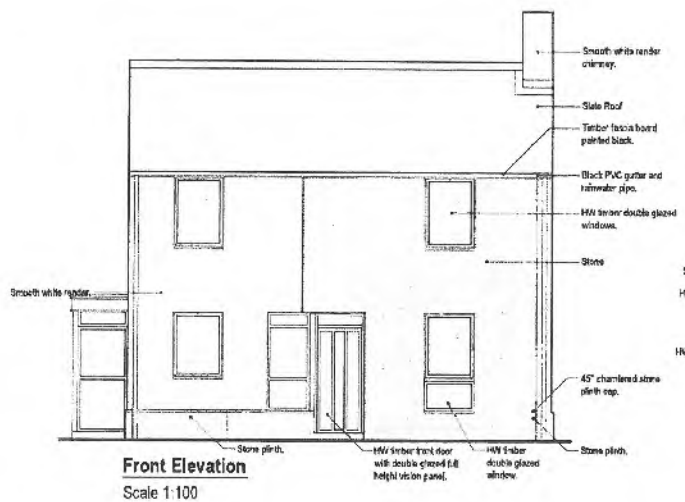 Smooth white render
chimney.
Slate Roof
Timber fascia board
painted black.
Black PVC gutter and
rainwater pipe.
HW timber double glazed
windows.
Stone
Smooth white render.
45° chamfered stone
plinth cap.
Stone plinth.
HW timber front door
with double glazed full
height vision panel.
HW timber
double glazed
window.
Stone plinth.
Front Elevation
Scale 1:100
S
H
HW